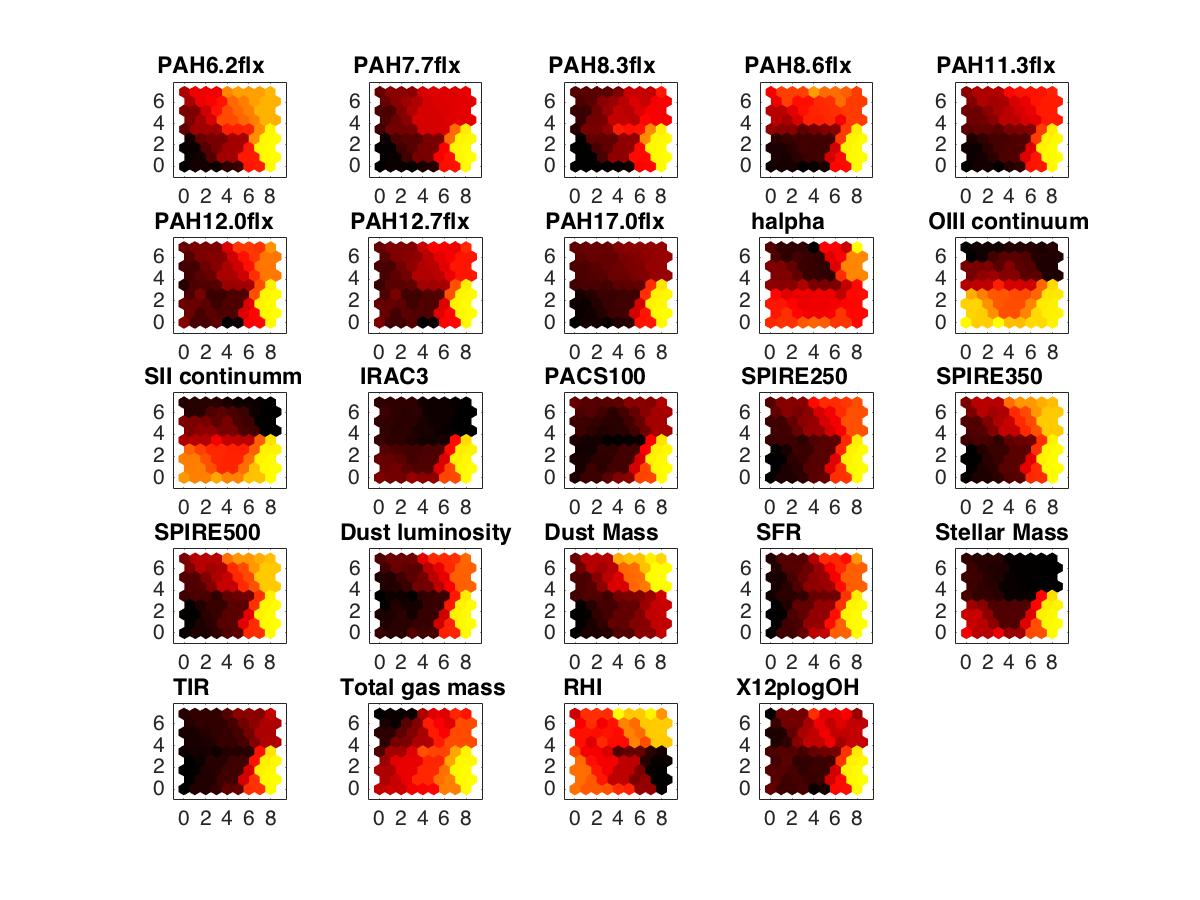 PAH6.2flx PAH7.7flx PAH8.3flx PAH8.6flx PAH11.3flx
6 6 6 6 6
4 4 4 4 4
2 2 2 2 2
0 0 0 0 0
0 2 4 6 8 0 2 4 6 8 0 2 4 6 8 0 2 4 6 8 0 2 4 6 8
PAH12.0flx PAH12.7flx PAH17.0flx halpha OIII continuum
6 6 6 6 6
4 4 4 4 4
2 2 2 2 2
0 0 0 0 0
0 2 4 6 8 0 2 4 6 8 0 2 4 6 8 0 2 4 6 8 0 2 4 6 8
SII continumm IRAC3 PACS100 SPIRE250 SPIRE350
6 6 6 6 6
4 4 4 4 4
2 2 2 2 2
0 0 0 0 0
0 2 4 6 8 0 2 4 6 8 0 2 4 6 8 0 2 4 6 8 0 2 4 6 8
SPIRE500 Dust luminosity Dust Mass SFR Stellar Mass
6 6 6 6 6
4 4 4 4 4
2 2 2 2 2
0 0 0 0 0
0 2 4 6 8 0 2 4 6 8 0 2 4 6 8 0 2 4 6 8 0 2 4 6 8
TIR Total gas mass RHI X12plogOH
6 6 6 6
4 4 4 4
2 2 2 2
0 0 0 0
0 2 4 6 8 0 2 4 6 8 0 2 4 6 8 0 2 4 6 8